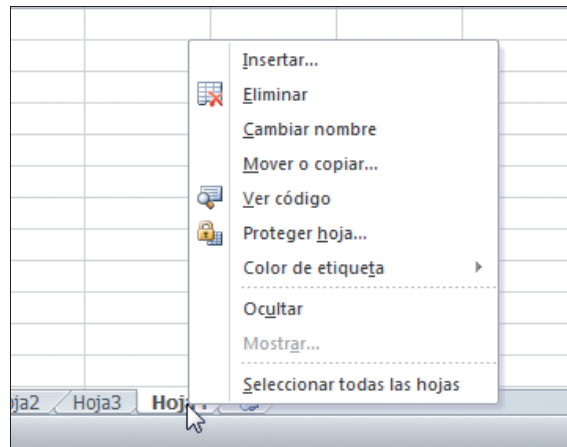 Insertar...
Eliminar
Cambiar nombre
Mover o copiar...
Ver código
Proteger hoja...
Color de etiqueta
Ocultar
Mostrar...
Seleccionar todas las hojas
Hoja3